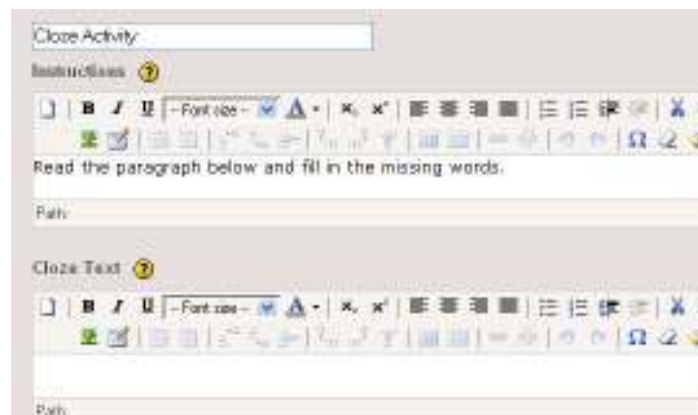 Cloze Activity
Instructions ?
B I U -- Font size -- A x, x' Ω
Read the paragraph below and fill in the missing words.
Path:
Cloze Text ?
B I U -- Font size -- A x, x' Ω
Path: